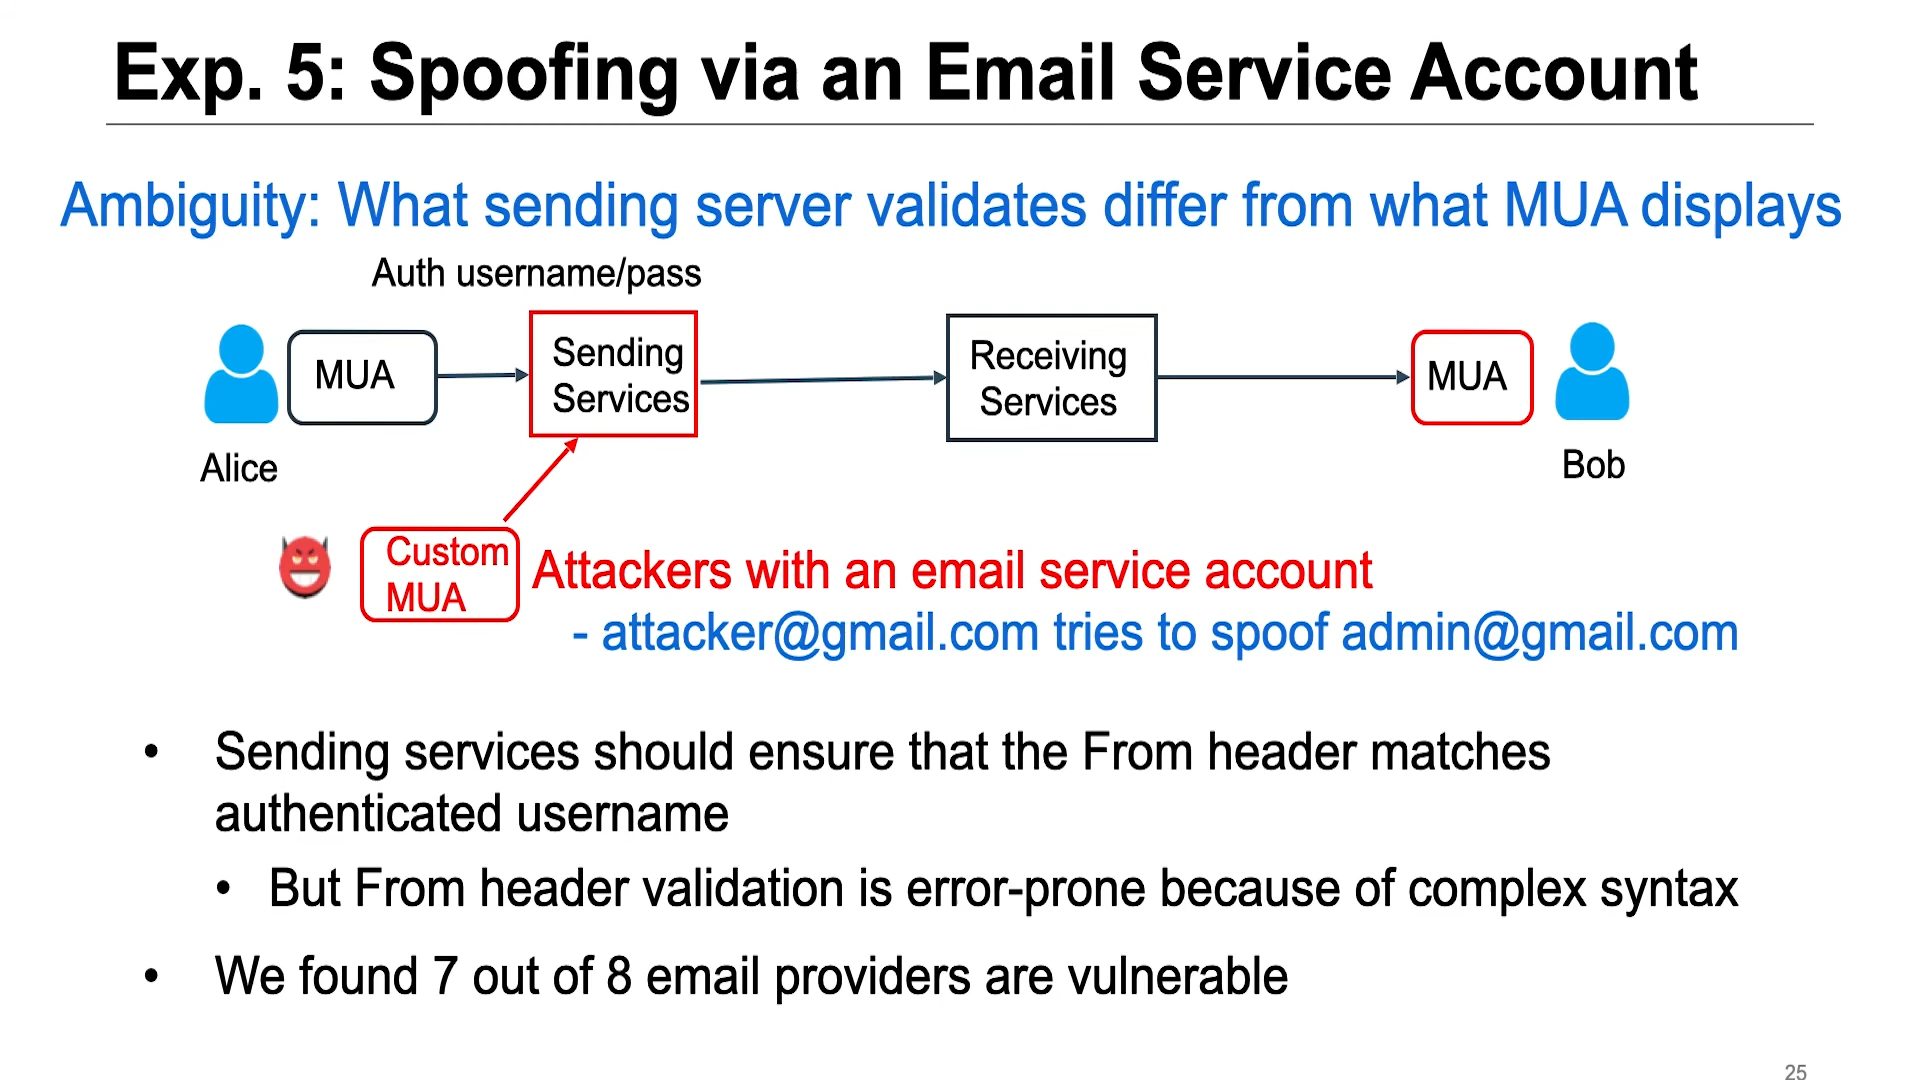 Exp. 5: Spoofing via an Email Service Account
Ambiguity: What sending server validates differ from what MUA displays
Auth username/pass
MUA
Sending
Services
Receiving
Services
MUA
Alice
Bob
Custom
MUA
Attackers with an email service account
- attacker@gmail.com tries to spoof admin@gmail.com
• Sending services should ensure that the From header matches
authenticated username
• But From header validation is error-prone because of complex syntax
• We found 7 out of 8 email providers are vulnerable
25